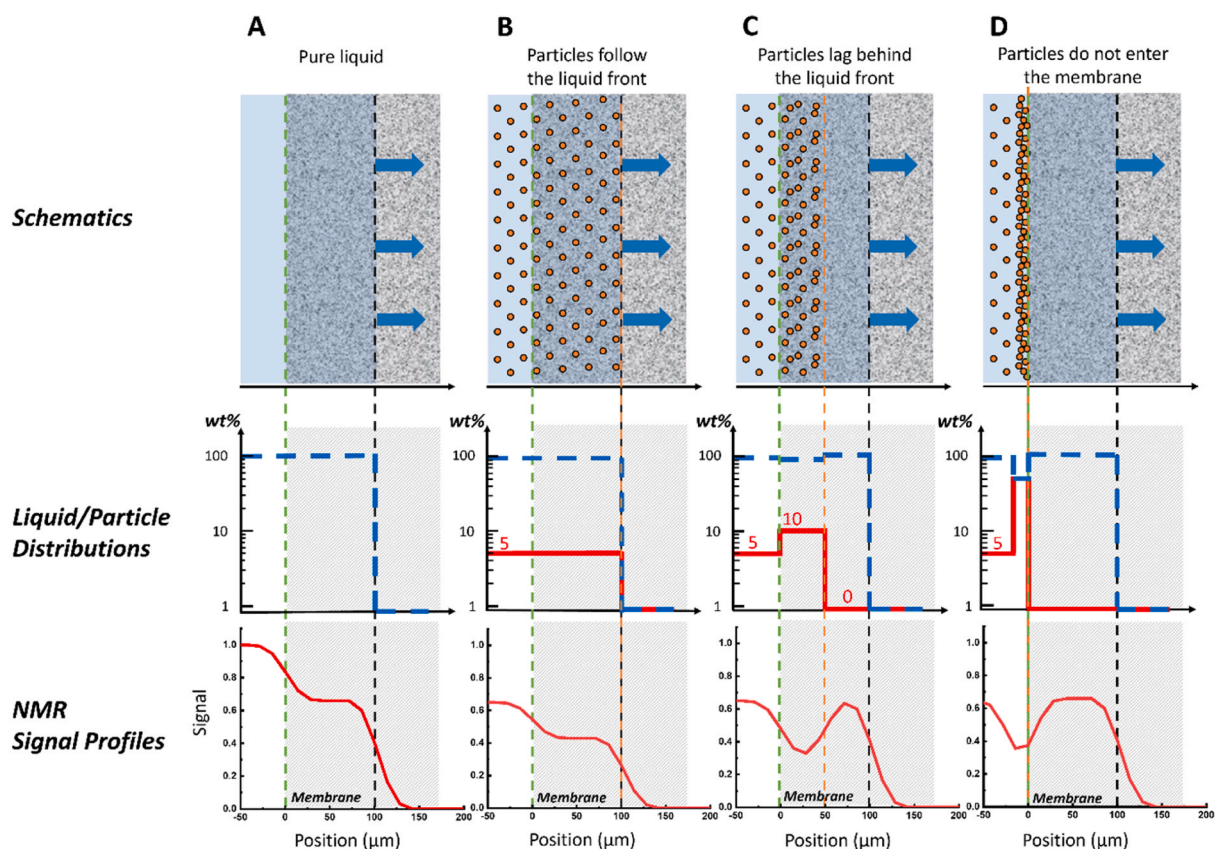 A
B
C
D
Pure liquid
Particles follow
the liquid front
Particles lag behind
the liquid front
Particles do not enter
the membrane
Schematics
wt%
wt%
wt%
wt%
100
10
1
100
5
10
1
100
10
5
0
10
1
100
5
10
1
Liquid/Particle
Distributions
NMR
Signal Profiles
Signal
1.0
0.8
0.6
0.4
0.2
0.0
Membrane
-50 0 50 100 150 200
Position (µm)
1.0
0.8
0.6
0.4
0.2
0.0
Membrane
-50 0 50 100 150 200
Position (µm)
1.0
0.8
0.6
0.4
0.2
0.0
Membrane
-50 0 50 100 150 200
Position (µm)
1.0
0.8
0.6
0.4
0.2
0.0
Membrane
-50 0 50 100 150 200
Position (µm)